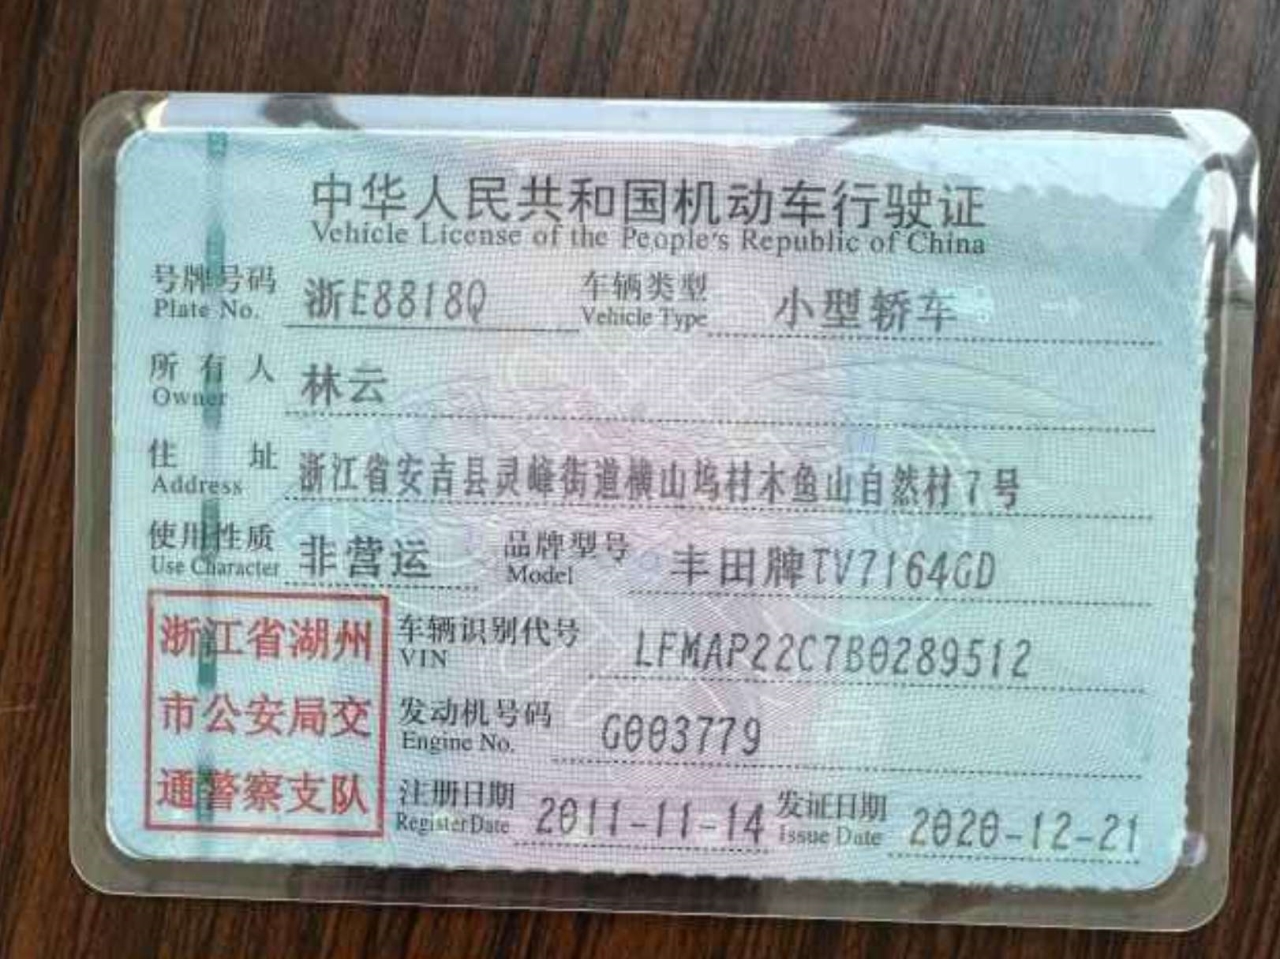 中华人民共和国机动车行驶证
Vehicle License of the People's Republic of China
号牌号码 浙E8818Q 车辆类型 小型轿车
Plate No. Vehicle Type
所有人 林云
Owner
住址 浙江省安吉县灵峰街道横山坞村木鱼山自然村7号
Address
使用性质 非营运 品牌型号 丰田牌TV7164GD
Use Character Model
浙江省湖州
市公安局交
通警察支队
车辆识别代号 LFMAP22C7B0289512
VIN
发动机号码 G003779
Engine No.
注册日期 2011-11-14 发证日期 2020-12-21
Register Date Issue Date